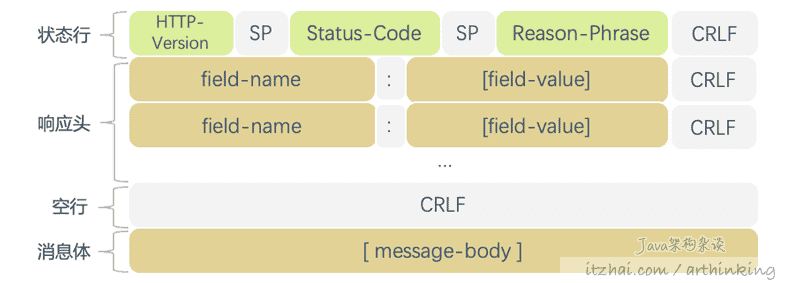 状态行 HTTP-Version SP Status-Code SP Reason-Phrase CRLF
响应头 field-name : [field-value] CRLF
field-name : [field-value] CRLF
...
空行 CRLF
消息体 [ message-body ]
Java架构杂谈
itzhai.com / arthinking